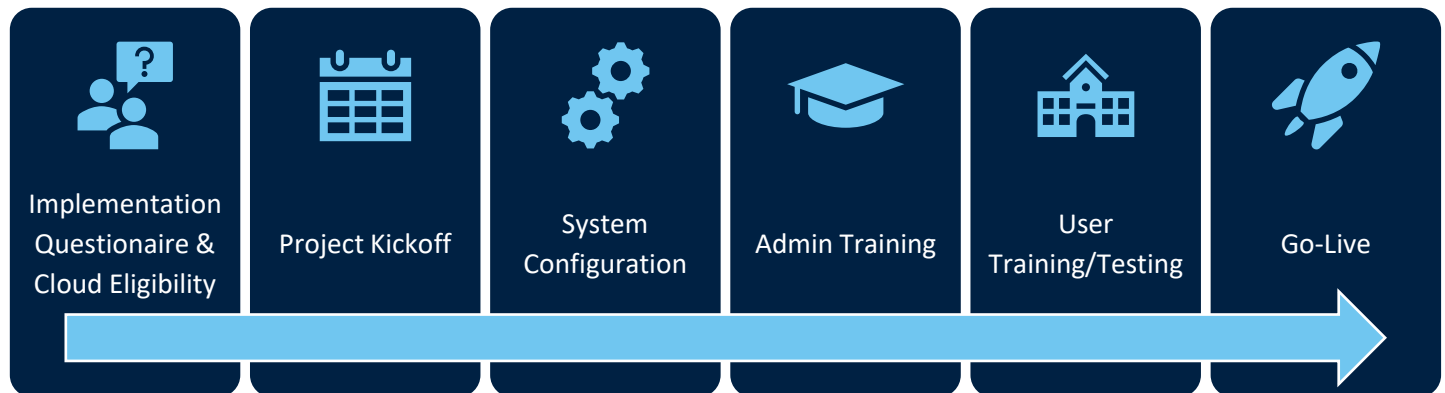 ?
Implementation
Questionaire &
Cloud Eligibility
Project Kickoff
System
Configuration
Admin Training
User
Training/Testing
Go-Live